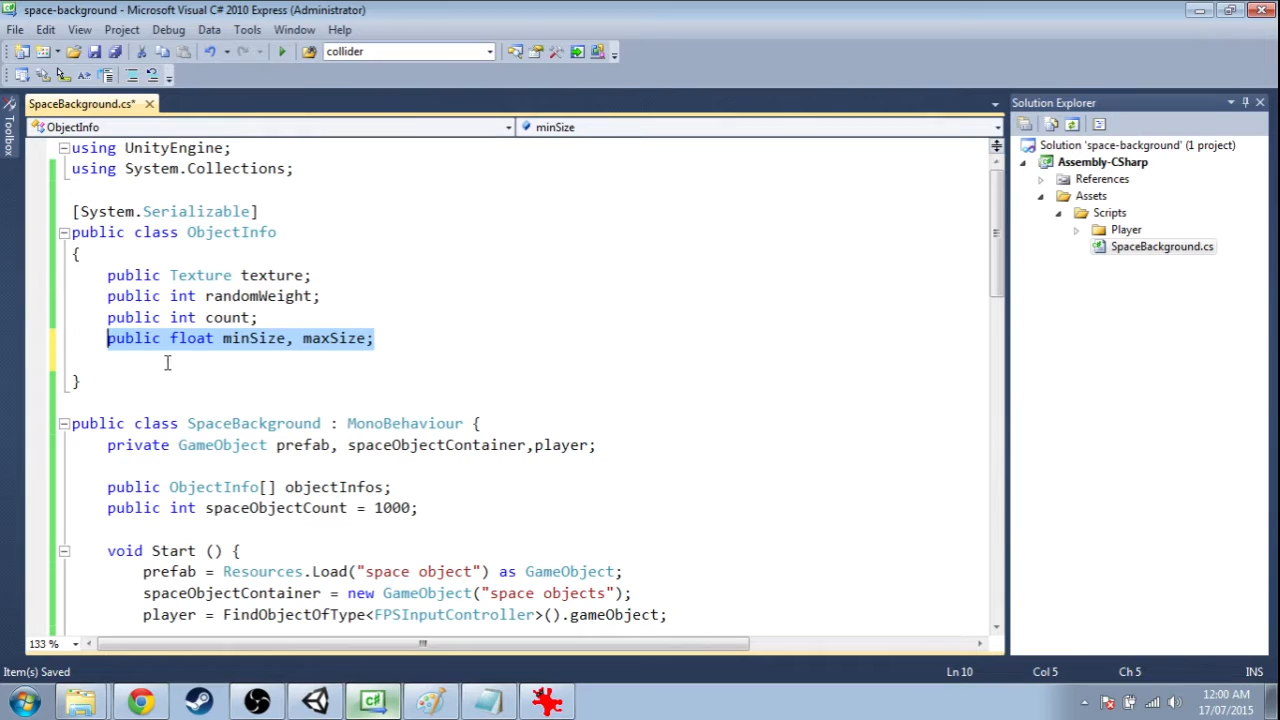 space-background - Microsoft Visual C# 2010 Express (Administrator)
File Edit View Project Debug Data Tools Window Help
collider
SpaceBackground.cs*
ObjectInfo
minSize
Toolbox
using UnityEngine;
using System.Collections;
[System.Serializable]
public class ObjectInfo
{
public Texture texture;
public int randomWeight;
public int count;
public float minSize, maxSize;
}
public class SpaceBackground : MonoBehaviour {
private GameObject prefab, spaceObjectContainer,player;
public ObjectInfo[] objectInfos;
public int spaceObjectCount = 1000;
void Start () {
prefab = Resources.Load("space object") as GameObject;
spaceObjectContainer = new GameObject("space objects");
player = FindObjectOfType<FPSInputController>().gameObject;
133 %
Solution Explorer
Solution 'space-background' (1 project)
Assembly-CSharp
References
Assets
Scripts
Player
SpaceBackground.cs
Item(s) Saved
Ln 10
Col 5
Ch 5
INS
C#
12:00 AM
17/07/2015